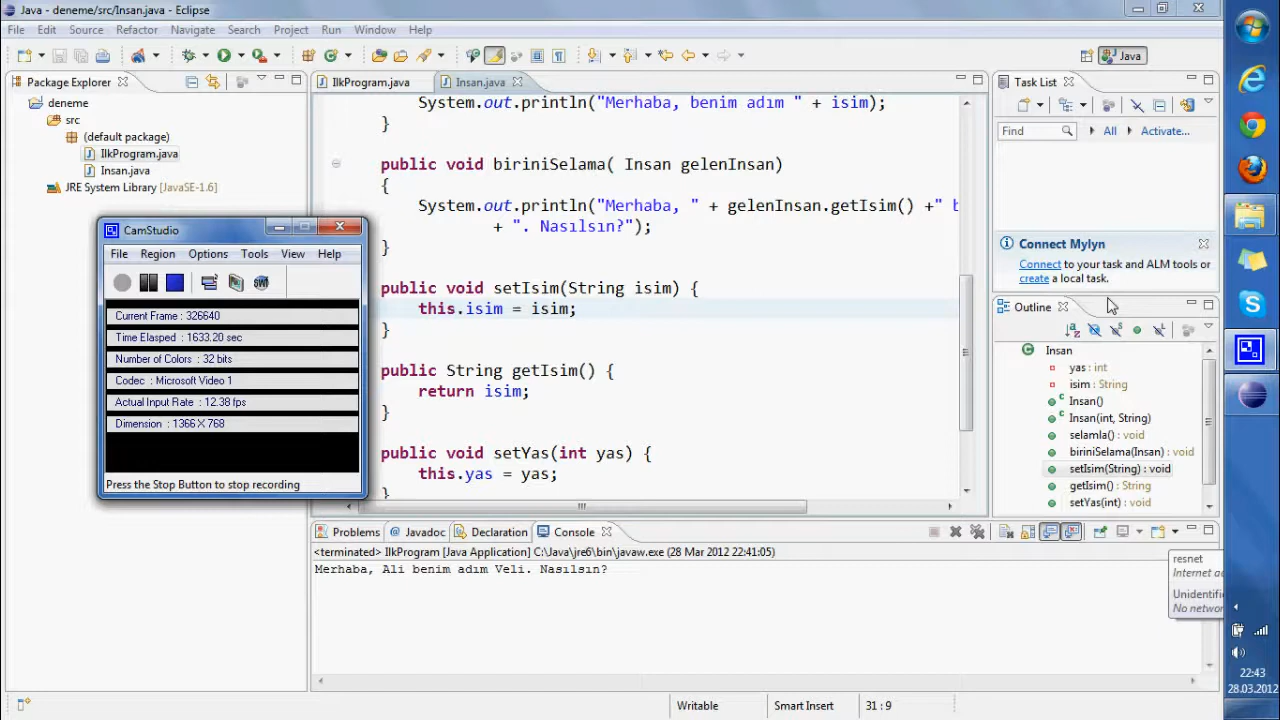 Java - deneme/src/Insan.java - Eclipse
File Edit Source Refactor Navigate Search Project Run Window Help
Java
Package Explorer
deneme
src
(default package)
IlkProgram.java
Insan.java
JRE System Library [JavaSE-1.6]
CamStudio
File Region Options Tools View Help
Current Frame : 326640
Time Elasped : 1633.20 sec
Number of Colors : 32 bits
Codec : Microsoft Video 1
Actual Input Rate : 12.38 fps
Dimension : 1366 X 768
Press the Stop Button to stop recording
IlkProgram.java Insan.java
System.out.println("Merhaba, benim adım " + isim);
}
public void biriniSelama( Insan gelenInsan)
{
System.out.println("Merhaba, " + gelenInsan.getIsim() +" b
+ ". Nasılsın?");
}
public void setIsim(String isim) {
this.isim = isim;
}
public String getIsim() {
return isim;
}
public void setYas(int yas) {
this.yas = yas;
}
Task List
Find All Activate...
Connect Mylyn
Connect to your task and ALM tools or
create a local task.
Outline
Insan
yas : int
isim : String
Insan()
Insan(int, String)
selamla() : void
biriniSelama(Insan) : void
setIsim(String) : void
getIsim() : String
setYas(int) : void
Problems @ Javadoc Declaration Console
<terminated> IlkProgram [Java Application] C:\Java\jre6\bin\javaw.exe (28 Mar 2012 22:41:05)
Merhaba, Ali benim adım Veli. Nasılsın?
resnet
Internet ac
Unidentifi
No networ
Writable Smart Insert 31 : 9
22:43
28.03.2012